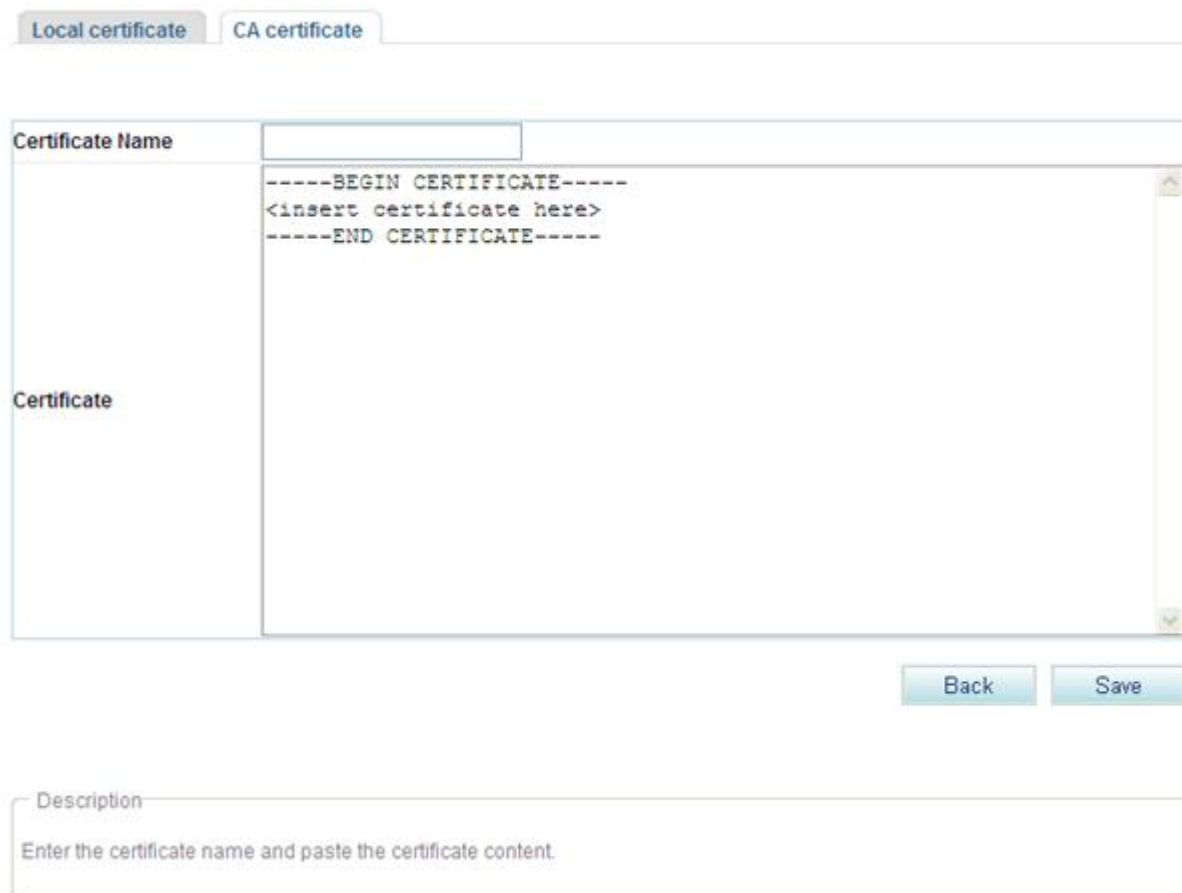 Local certificate CA certificate
Certificate Name
-----BEGIN CERTIFICATE-----
<insert certificate here>
-----END CERTIFICATE-----
Certificate
Back Save
Description
Enter the certificate name and paste the certificate content.